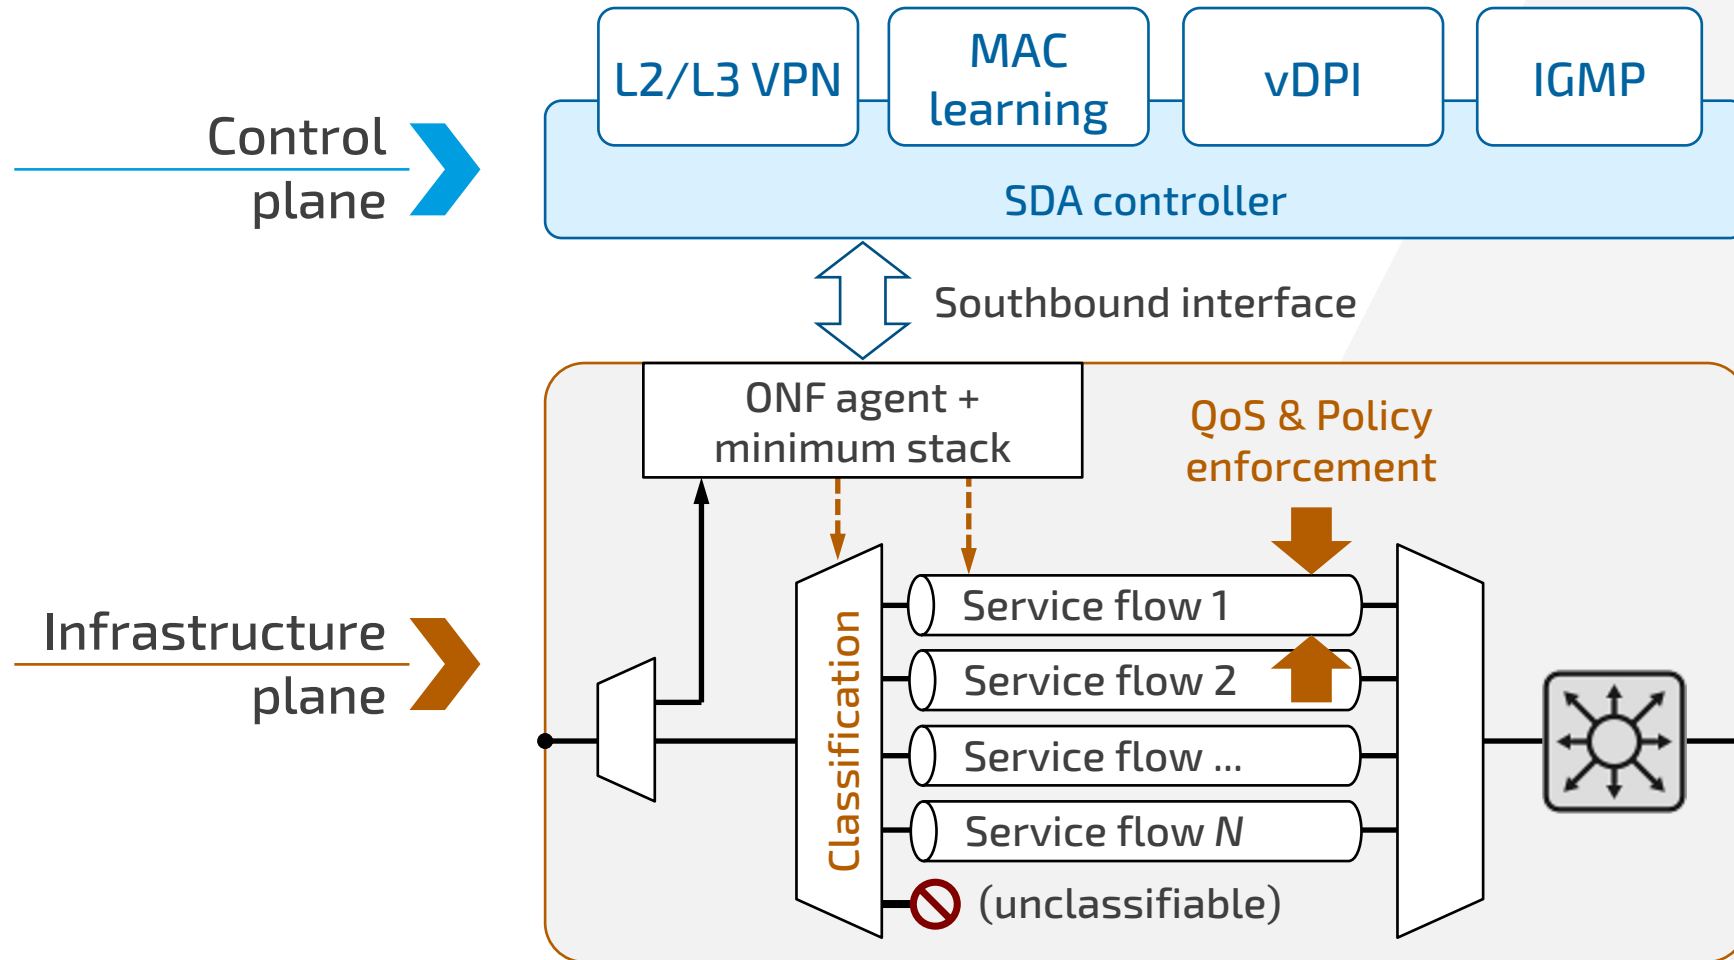 L2/L3 VPN
MAC
learning
vDPI
IGMP
Control
plane
SDA controller
Southbound interface
ONF agent +
minimum stack
QoS & Policy
enforcement
Infrastructure
plane
Classification
Service flow 1
Service flow 2
Service flow ...
Service flow N
(unclassifiable)